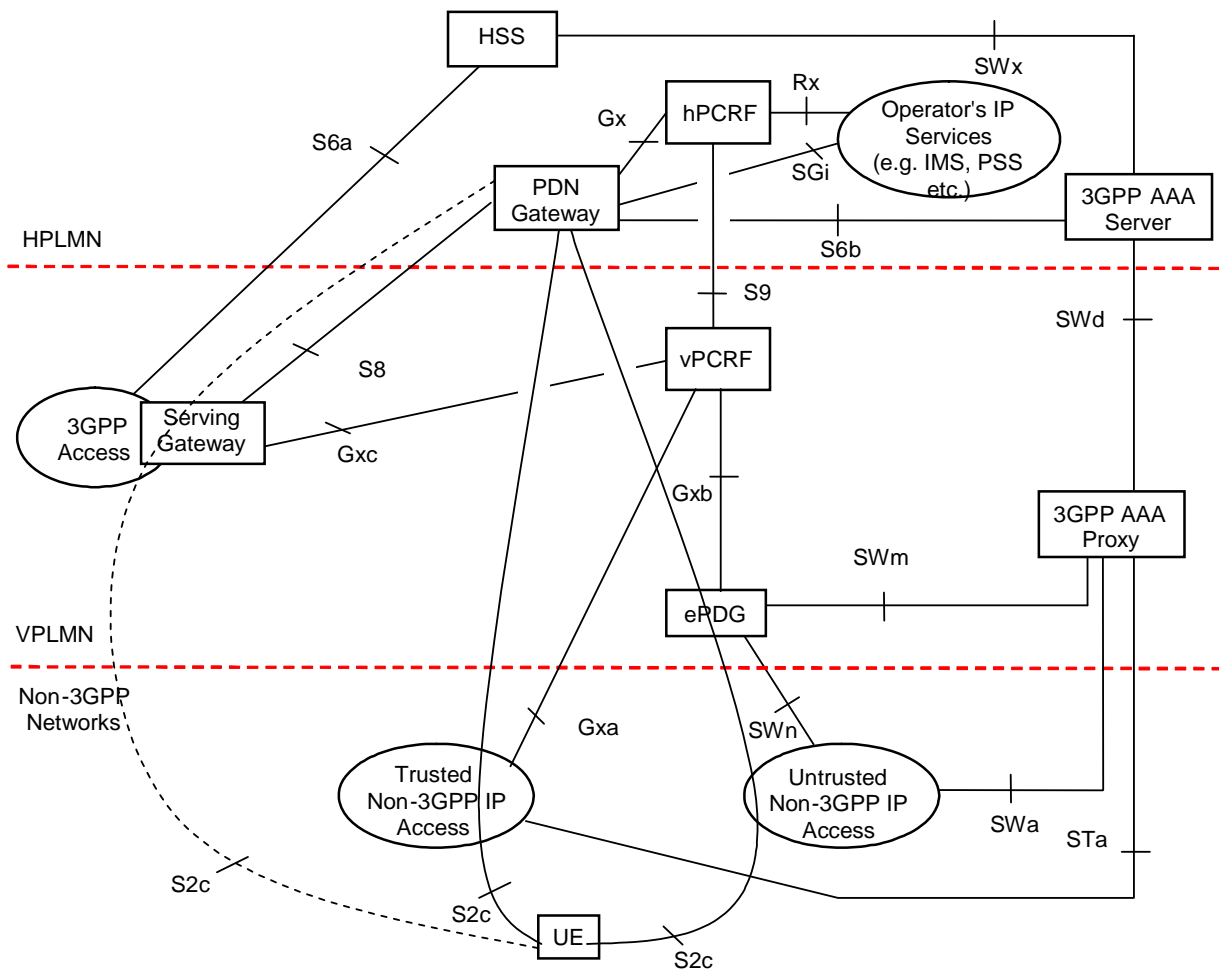 HSS
SWx
Rx
hPCRF
Gx
Operator's IP
Services
(e.g. IMS, PSS
etc.)
S6a
SGi
PDN
Gateway
3GPP AAA
Server
HPLMN
S6b
S9
SWd
vPCRF
S8
3GPP
Access
Serving
Gateway
Gxc
Gxb
3GPP AAA
Proxy
SWm
ePDG
VPLMN
Non-3GPP
Networks
Gxa
SWn
Trusted
Non-3GPP IP
Access
Untrusted
Non-3GPP IP
Access
SWa
STa
S2c
S2c
UE
S2c